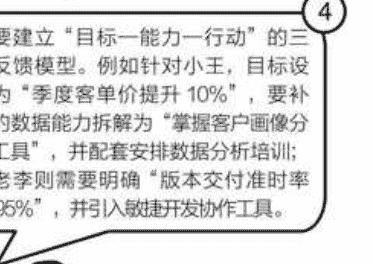 4
要建立“目标—能力—行动”的三
反馈模型。例如针对小王，目标设
为“季度客单价提升10%”，要补
的数据能力拆解为“掌握客户画像分
工具”，并配套安排数据分析培训；
老李则需要明确“版本交付准时率
95%”，并引入敏捷开发协作工具。